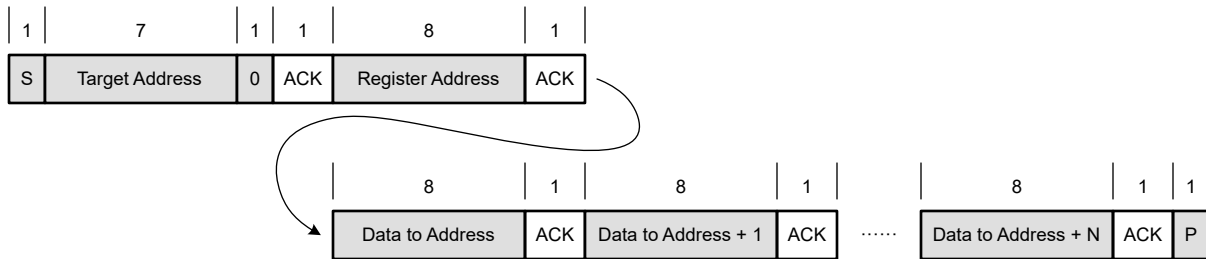 1 7 1 1 8 1
S Target Address 0 ACK Register Address ACK
8 1 8 1 8 1 1
Data to Address ACK Data to Address + 1 ACK ...... Data to Address + N ACK P